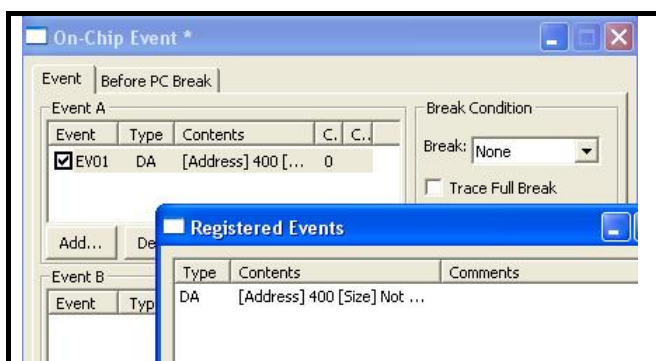 On-Chip Event *
Event Before PC Break
Event A
Event Type Contents C. C..
EV01 DA [Address] 400 [... 0
Break Condition
Break: None
Trace Full Break
Add... De
Registered Events
Type Contents Comments
DA [Address] 400 [Size] Not ...
Event B
Event Typ